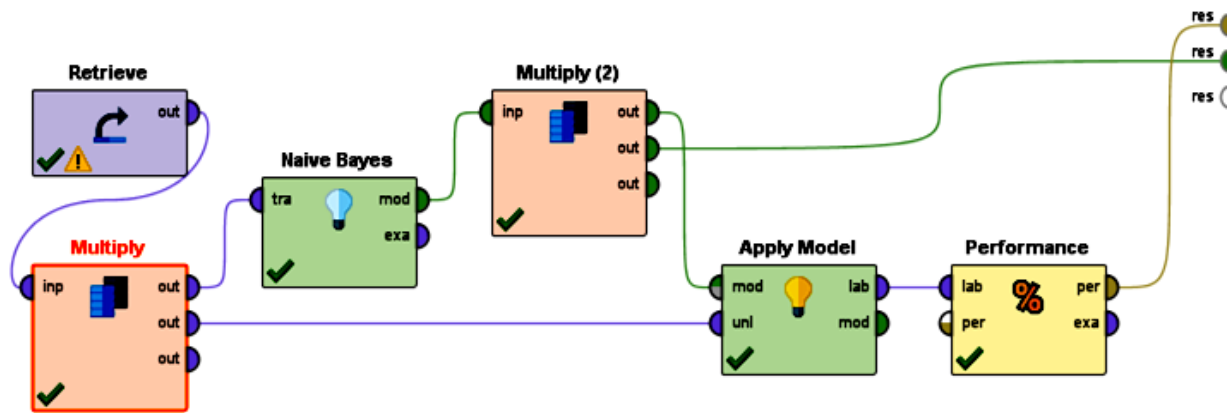 res
Retrieve
Multiply (2)
res
res
out
inp
out
out
out
Naive Bayes
tra
mod
exa
Multiply
inp
out
out
out
Apply Model
mod
lab
unl
mod
Performance
lab
per
%
per
exa